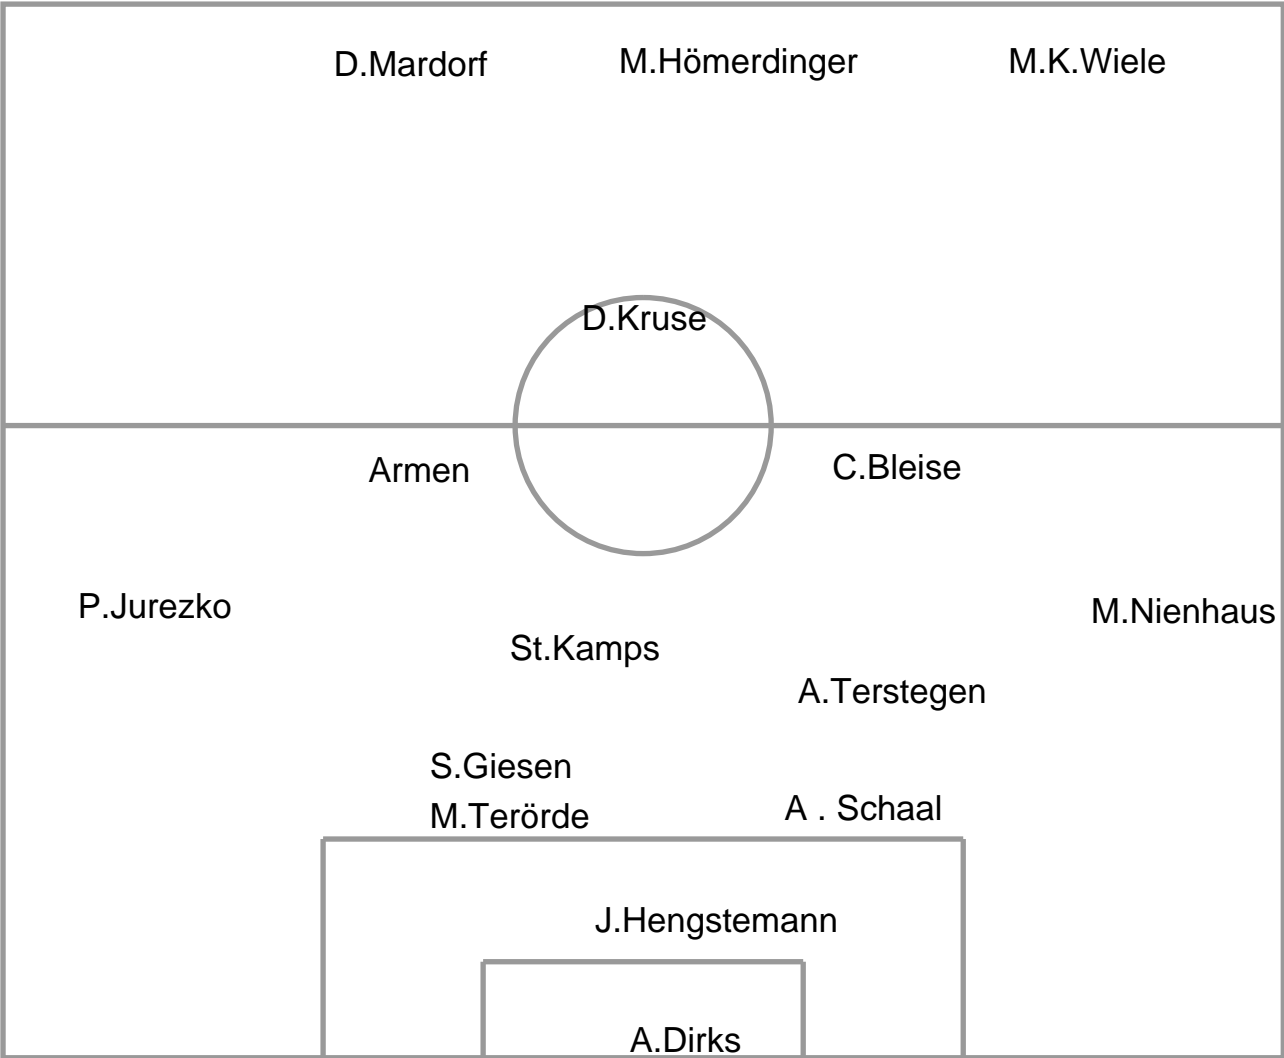 D.Mardorf
M.Hömerdinger
M.K.Wiele
D.Kruse
Armen
C.Bleise
P.Jurezko
M.Nienhaus
St.Kamps
A.Terstegen
S.Giesen
M.Terörde
A . Schaal
J.Hengstemann
A.Dirks